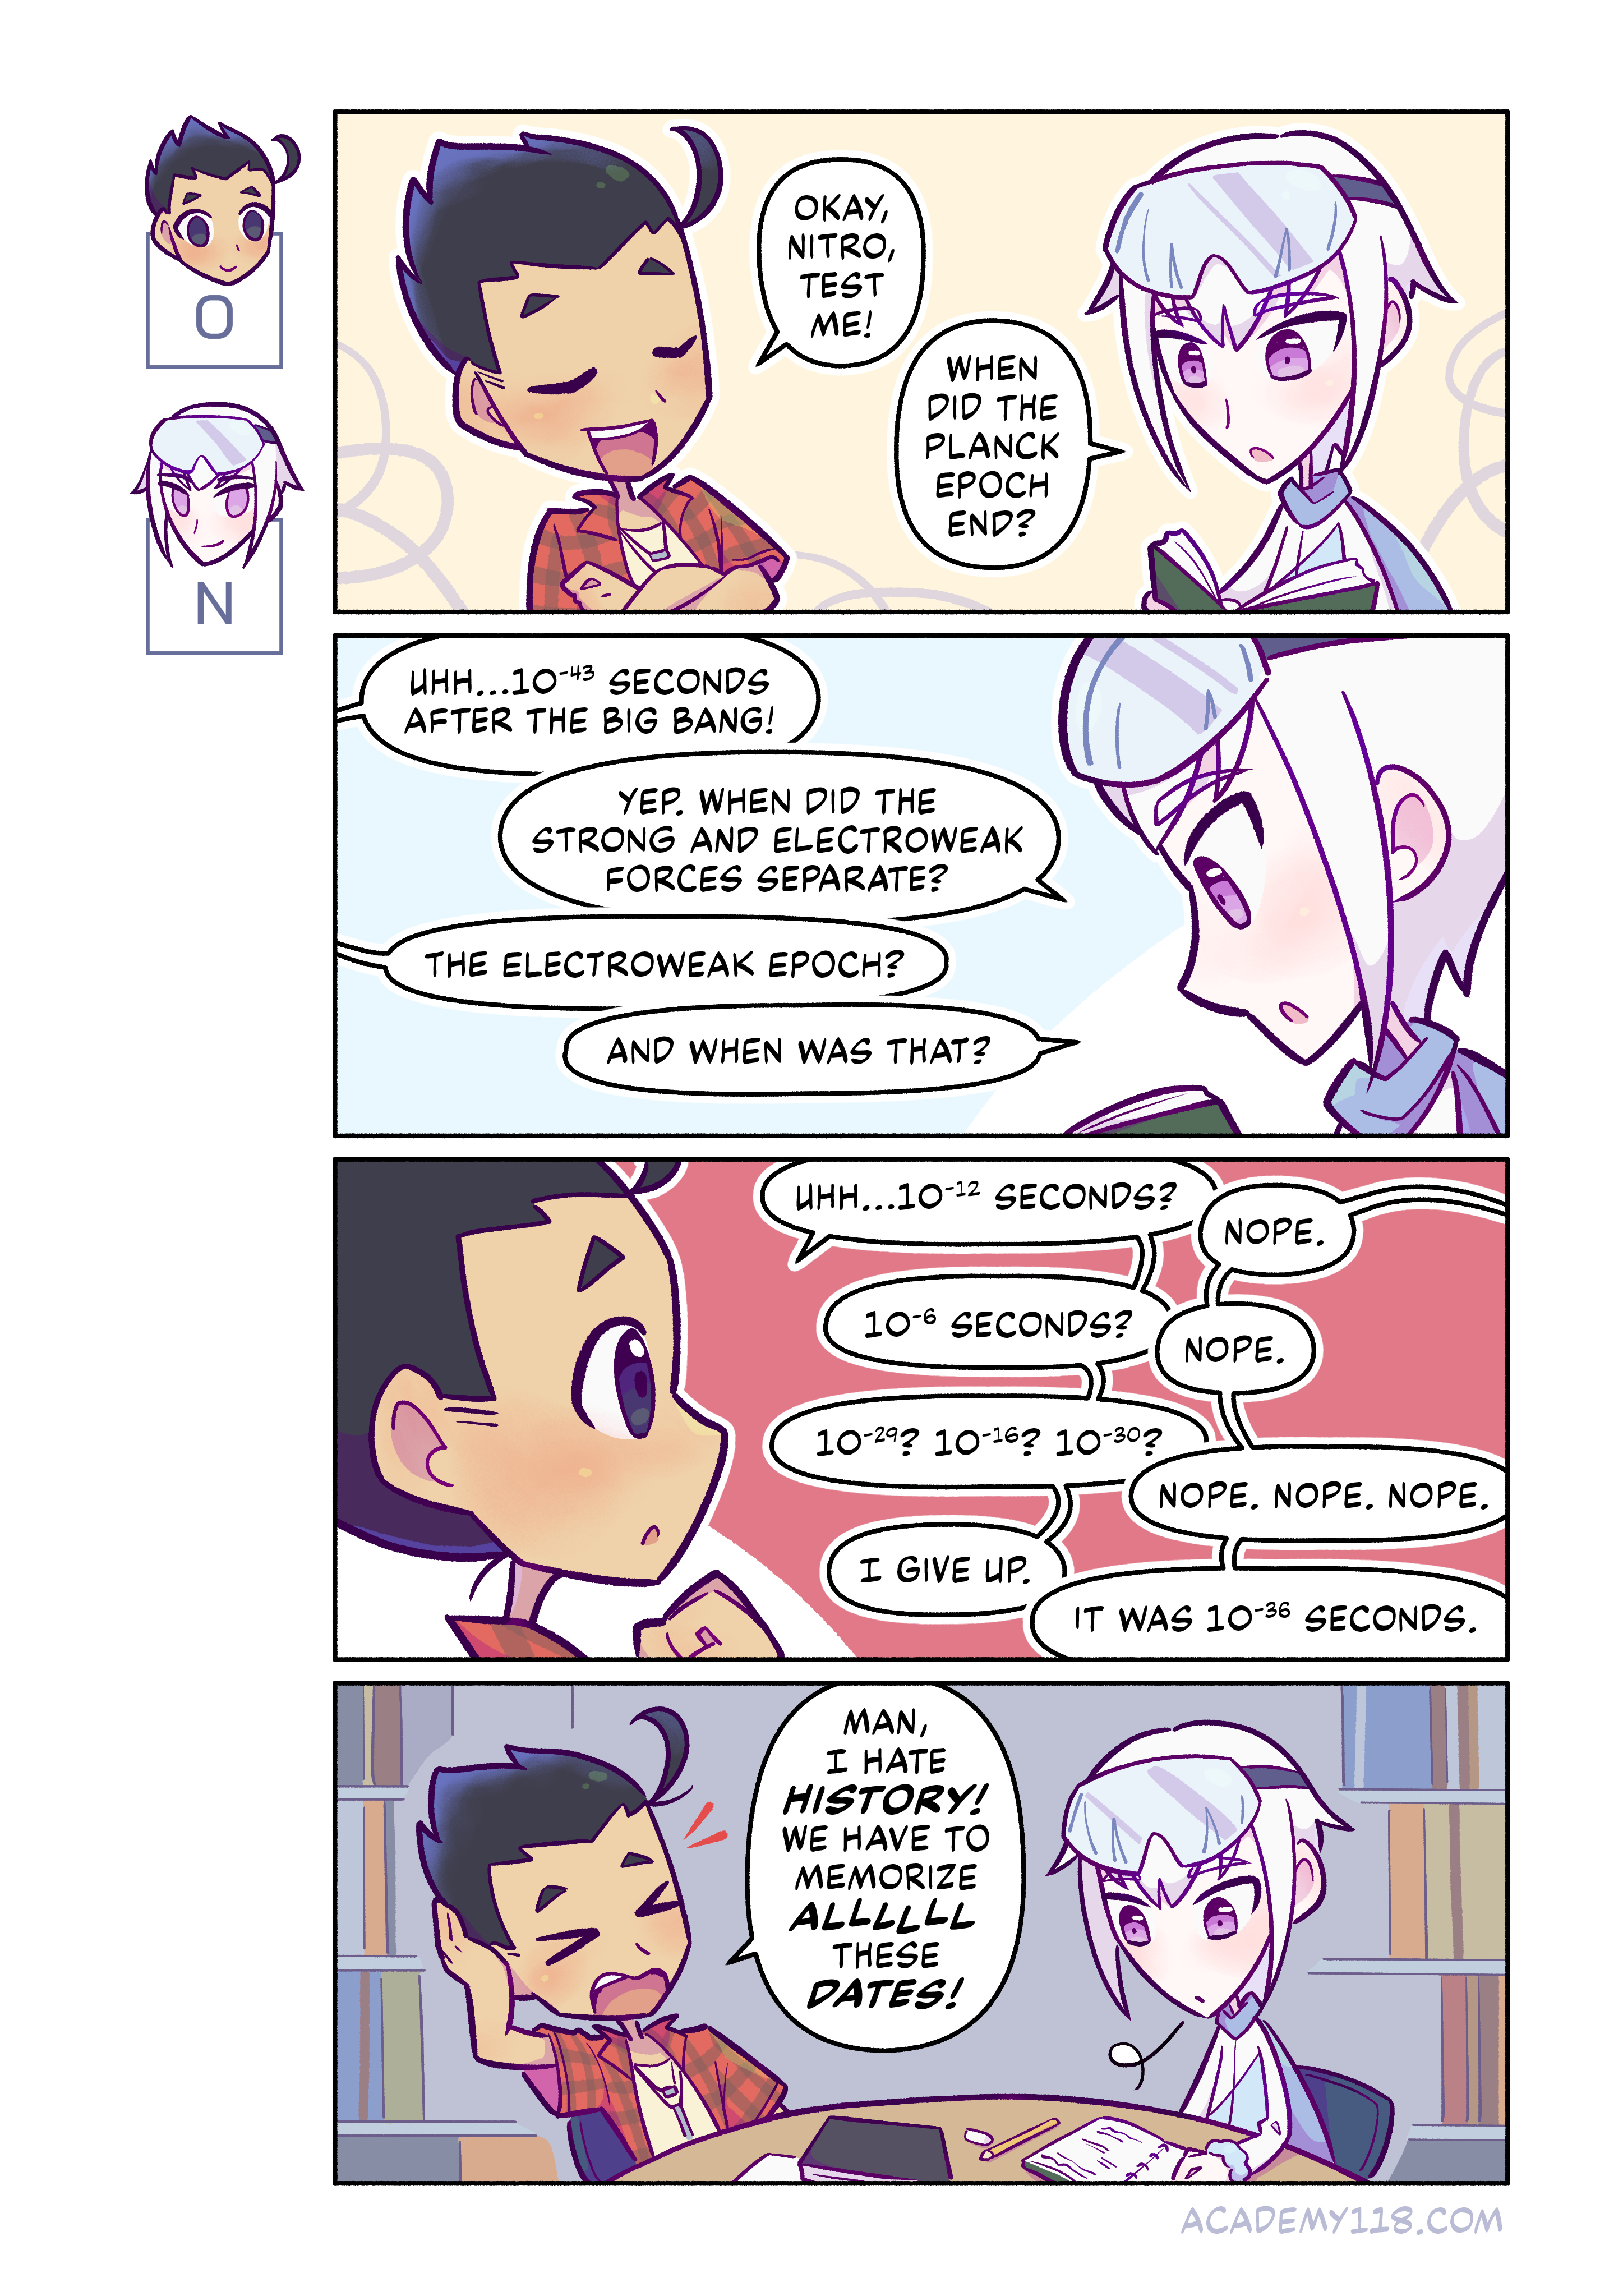 O
N
OKAY,
NITRO,
TEST
ME!
WHEN
DID THE
PLANCK
EPOCH
END?
UHH...10⁻⁴³ SECONDS
AFTER THE BIG BANG!
YEP. WHEN DID THE
STRONG AND ELECTROWEAK
FORCES SEPARATE?
THE ELECTROWEAK EPOCH?
AND WHEN WAS THAT?
UHH...10⁻¹² SECONDS?
NOPE.
10⁻⁶ SECONDS?
NOPE.
10⁻²⁹? 10⁻¹⁶? 10⁻³⁰?
NOPE. NOPE. NOPE.
I GIVE UP.
IT WAS 10⁻³⁶ SECONDS.
MAN,
I HATE
HISTORY!
WE HAVE TO
MEMORIZE
ALLLLLL
THESE
DATES!
ACADEMY118.COM